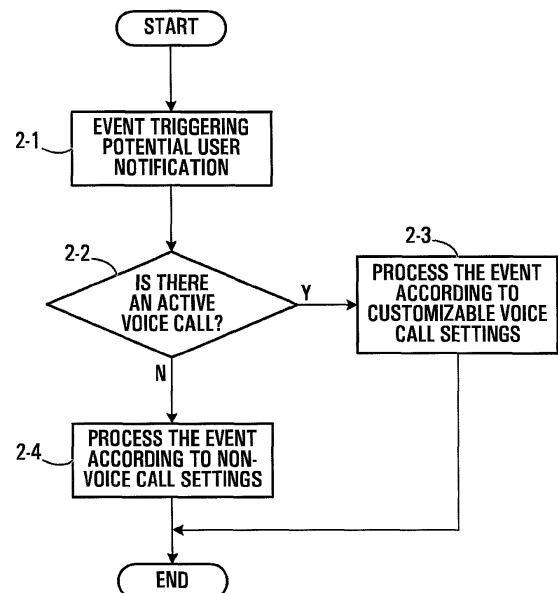 START
2-1
EVENT TRIGGERING
POTENTIAL USER
NOTIFICATION
2-2
IS THERE
AN ACTIVE
VOICE CALL?
Y
2-3
PROCESS THE EVENT
ACCORDING TO
CUSTOMIZABLE VOICE
CALL SETTINGS
N
2-4
PROCESS THE EVENT
ACCORDING TO NON-
VOICE CALL SETTINGS
END